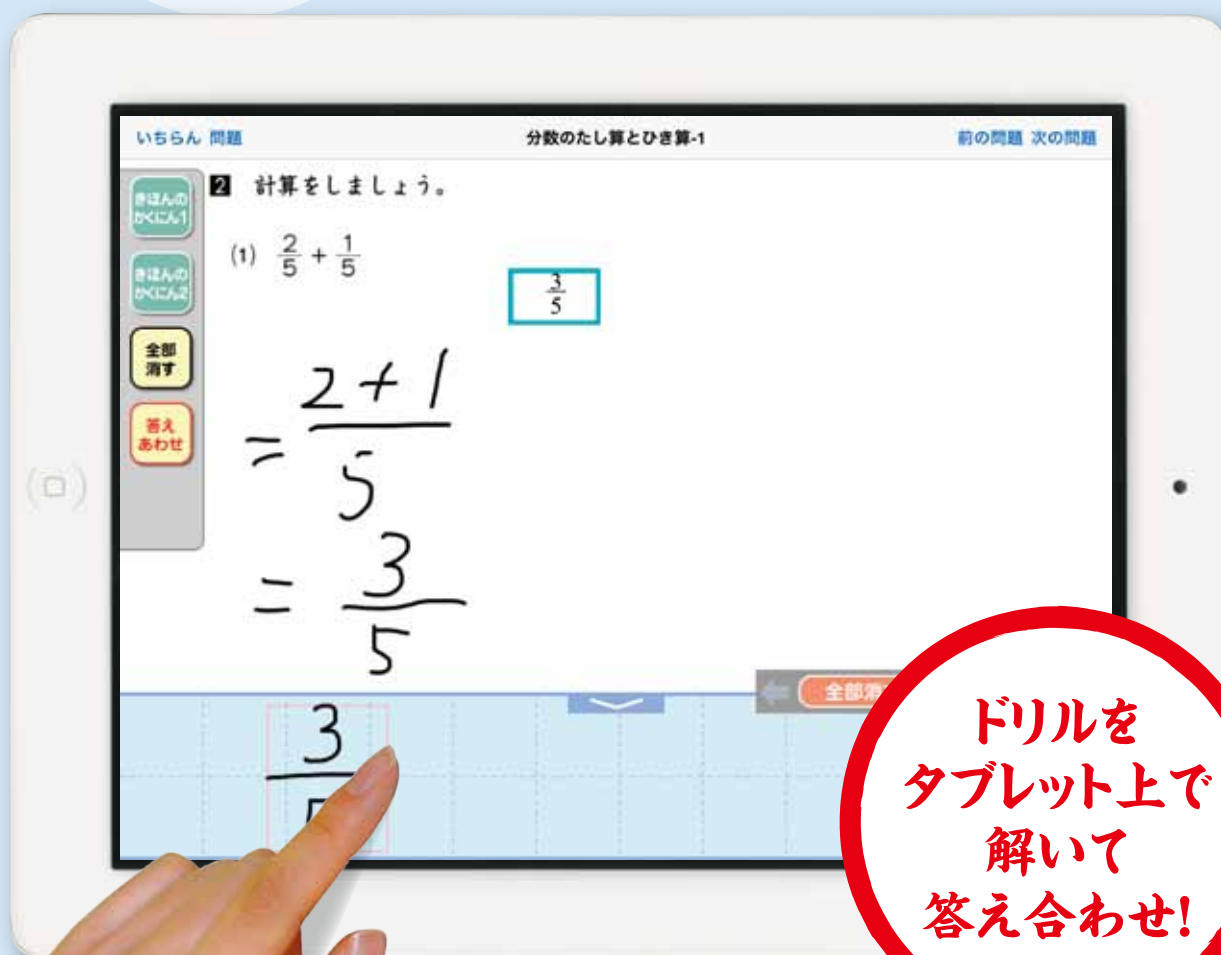 いちらん 問題 分数のたし算とひき算-1 前の問題 次の問題
きほんの
かくにん1
きほんの
かくにん2
全部
消す
答え
あわせ
2 計算をしましょう。
(1) 2/5 + 1/5
3/5
= 2+1/5
= 3/5
全部消
3
5
ドリルを
タブレット上で
解いて
答え合わせ!